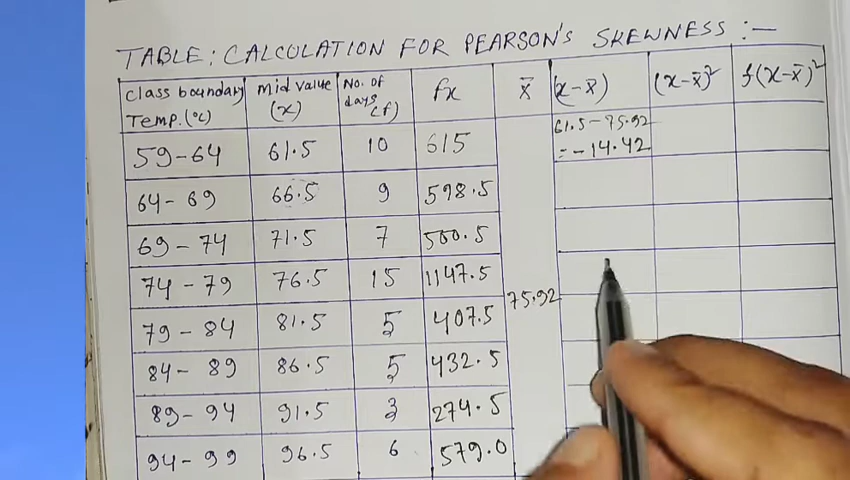 TABLE: CALCULATION FOR PEARSON'S SKEWNESS :—
Class boundary Temp.(°C) | Mid value (x) | No. of days (f) | fx | x̄ | (x-x̄) | (x-x̄)² | f(x-x̄)²
59-64 | 61.5 | 10 | 615 | 61.5-75.92 = -14.42
64-69 | 66.5 | 9 | 598.5
69-74 | 71.5 | 7 | 500.5
74-79 | 76.5 | 15 | 1147.5 | 75.92
79-84 | 81.5 | 5 | 407.5
84-89 | 86.5 | 5 | 432.5
89-94 | 91.5 | 3 | 274.5
94-99 | 96.5 | 6 | 579.0